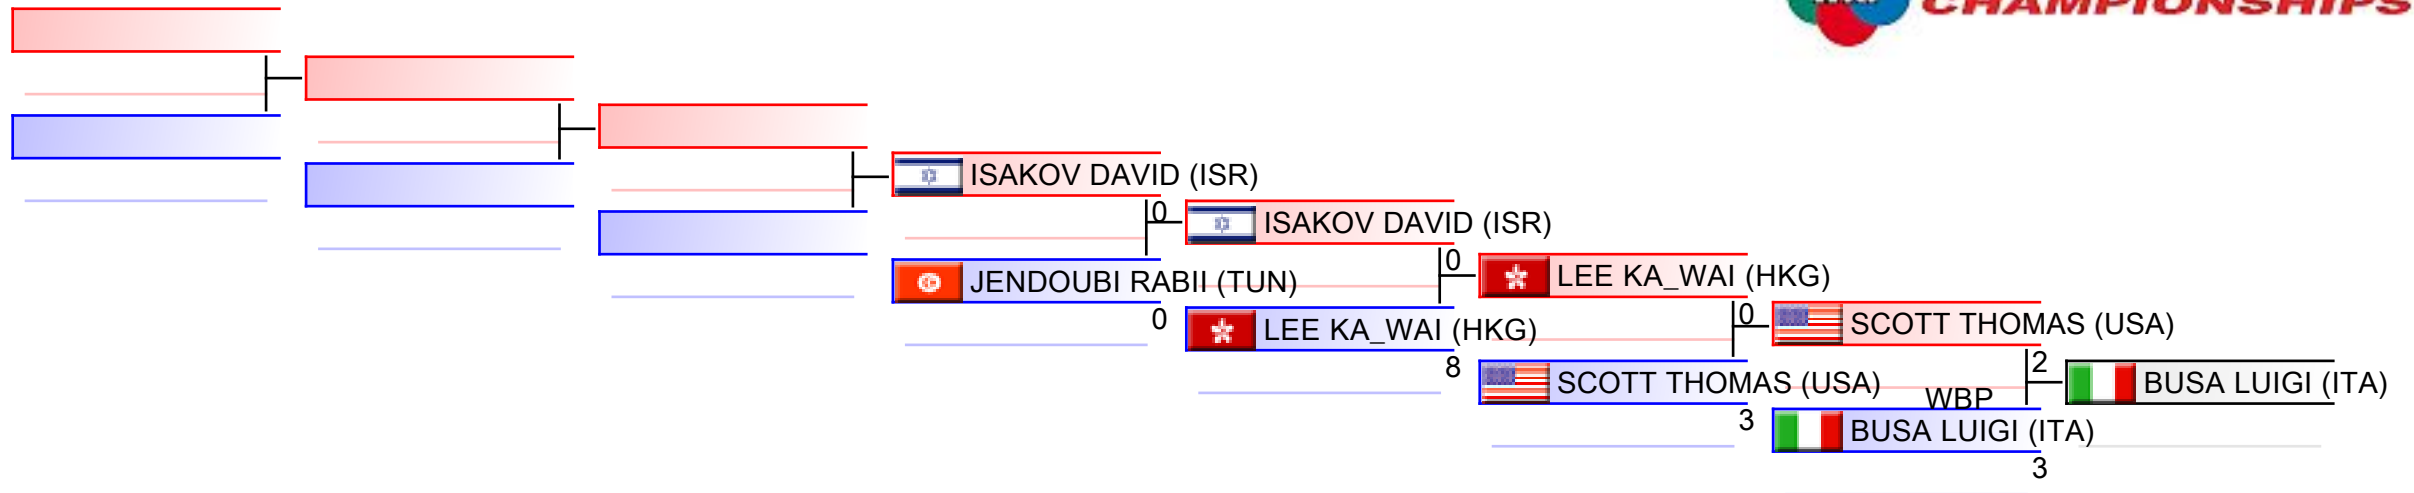 CHAMPIONSHIPS
ISAKOV DAVID (ISR)
0
ISAKOV DAVID (ISR)
JENDOUBI RABII (TUN)
0
0
LEE KA_WAI (HKG)
LEE KA_WAI (HKG)
8
0
SCOTT THOMAS (USA)
SCOTT THOMAS (USA)
3
2
WBP
BUSA LUIGI (ITA)
BUSA LUIGI (ITA)
3